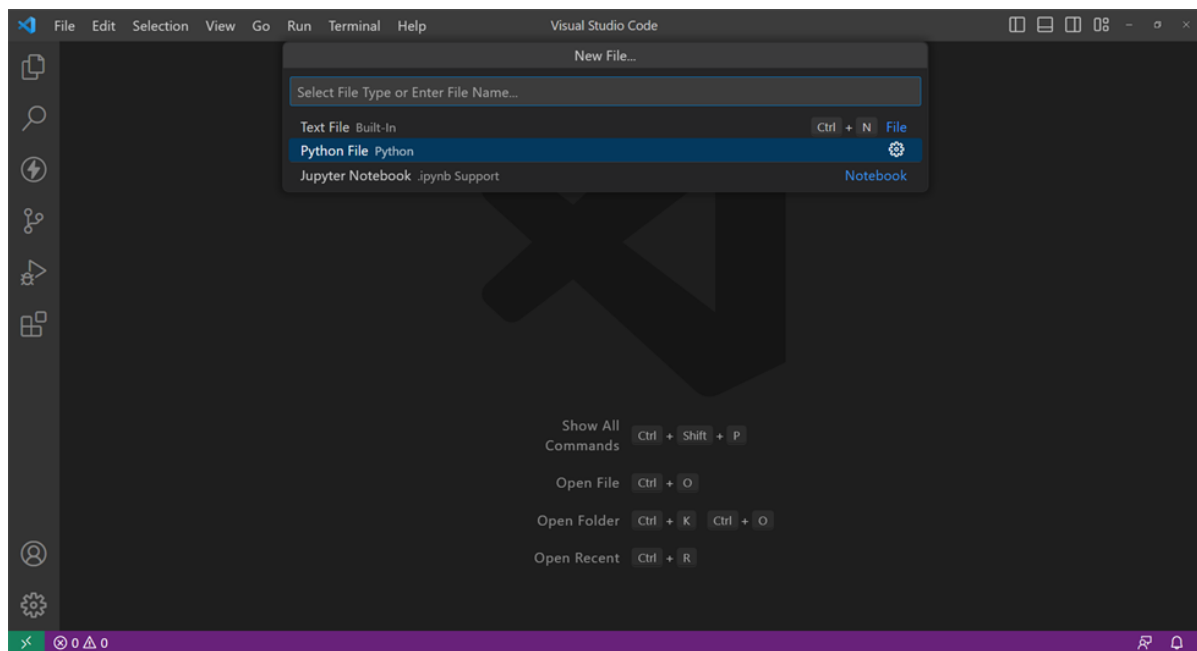 File Edit Selection View Go Run Terminal Help Visual Studio Code
New File...
Select File Type or Enter File Name...
Text File Built-In Ctrl + N File
Python File Python
Jupyter Notebook .ipynb Support Notebook
Show All
Commands Ctrl + Shift + P
Open File Ctrl + O
Open Folder Ctrl + K Ctrl + O
Open Recent Ctrl + R
0 0